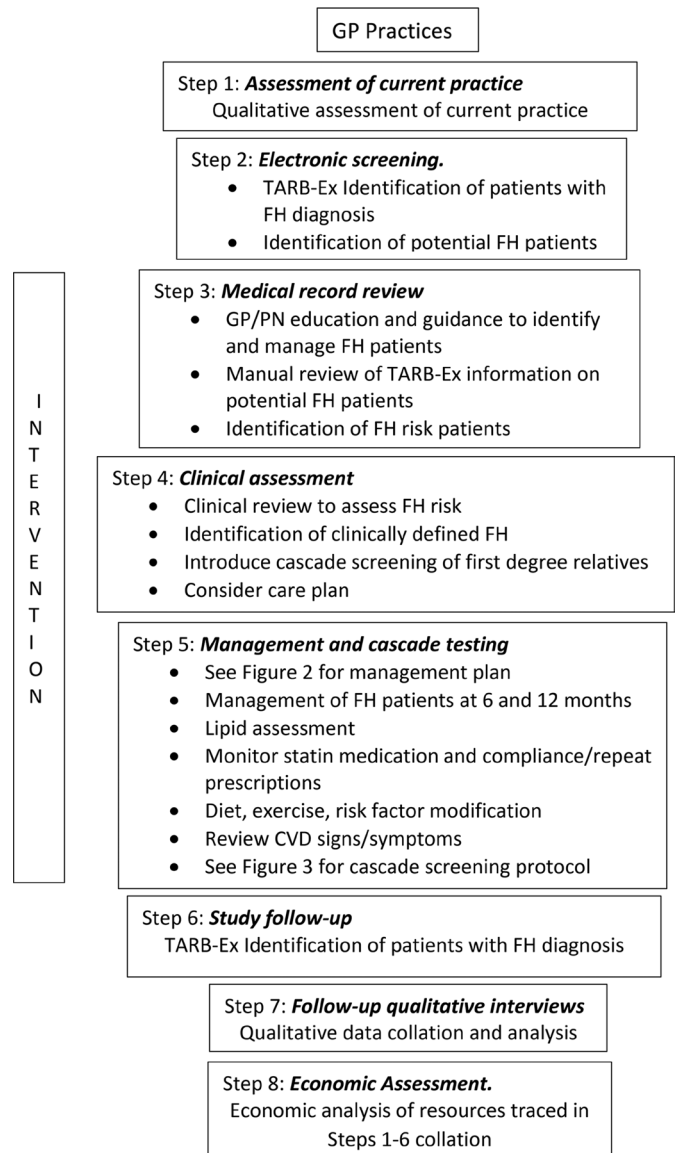 GP Practices
Step 1: Assessment of current practice
Qualitative assessment of current practice
Step 2: Electronic screening.
• TARB-Ex Identification of patients with
FH diagnosis
• Identification of potential FH patients
INTERVENTION
Step 3: Medical record review
• GP/PN education and guidance to identify
and manage FH patients
• Manual review of TARB-Ex information on
potential FH patients
• Identification of FH risk patients
Step 4: Clinical assessment
• Clinical review to assess FH risk
• Identification of clinically defined FH
• Introduce cascade screening of first degree relatives
• Consider care plan
Step 5: Management and cascade testing
• See Figure 2 for management plan
• Management of FH patients at 6 and 12 months
• Lipid assessment
• Monitor statin medication and compliance/repeat
prescriptions
• Diet, exercise, risk factor modification
• Review CVD signs/symptoms
• See Figure 3 for cascade screening protocol
Step 6: Study follow-up
TARB-Ex Identification of patients with FH diagnosis
Step 7: Follow-up qualitative interviews
Qualitative data collation and analysis
Step 8: Economic Assessment.
Economic analysis of resources traced in
Steps 1-6 collation